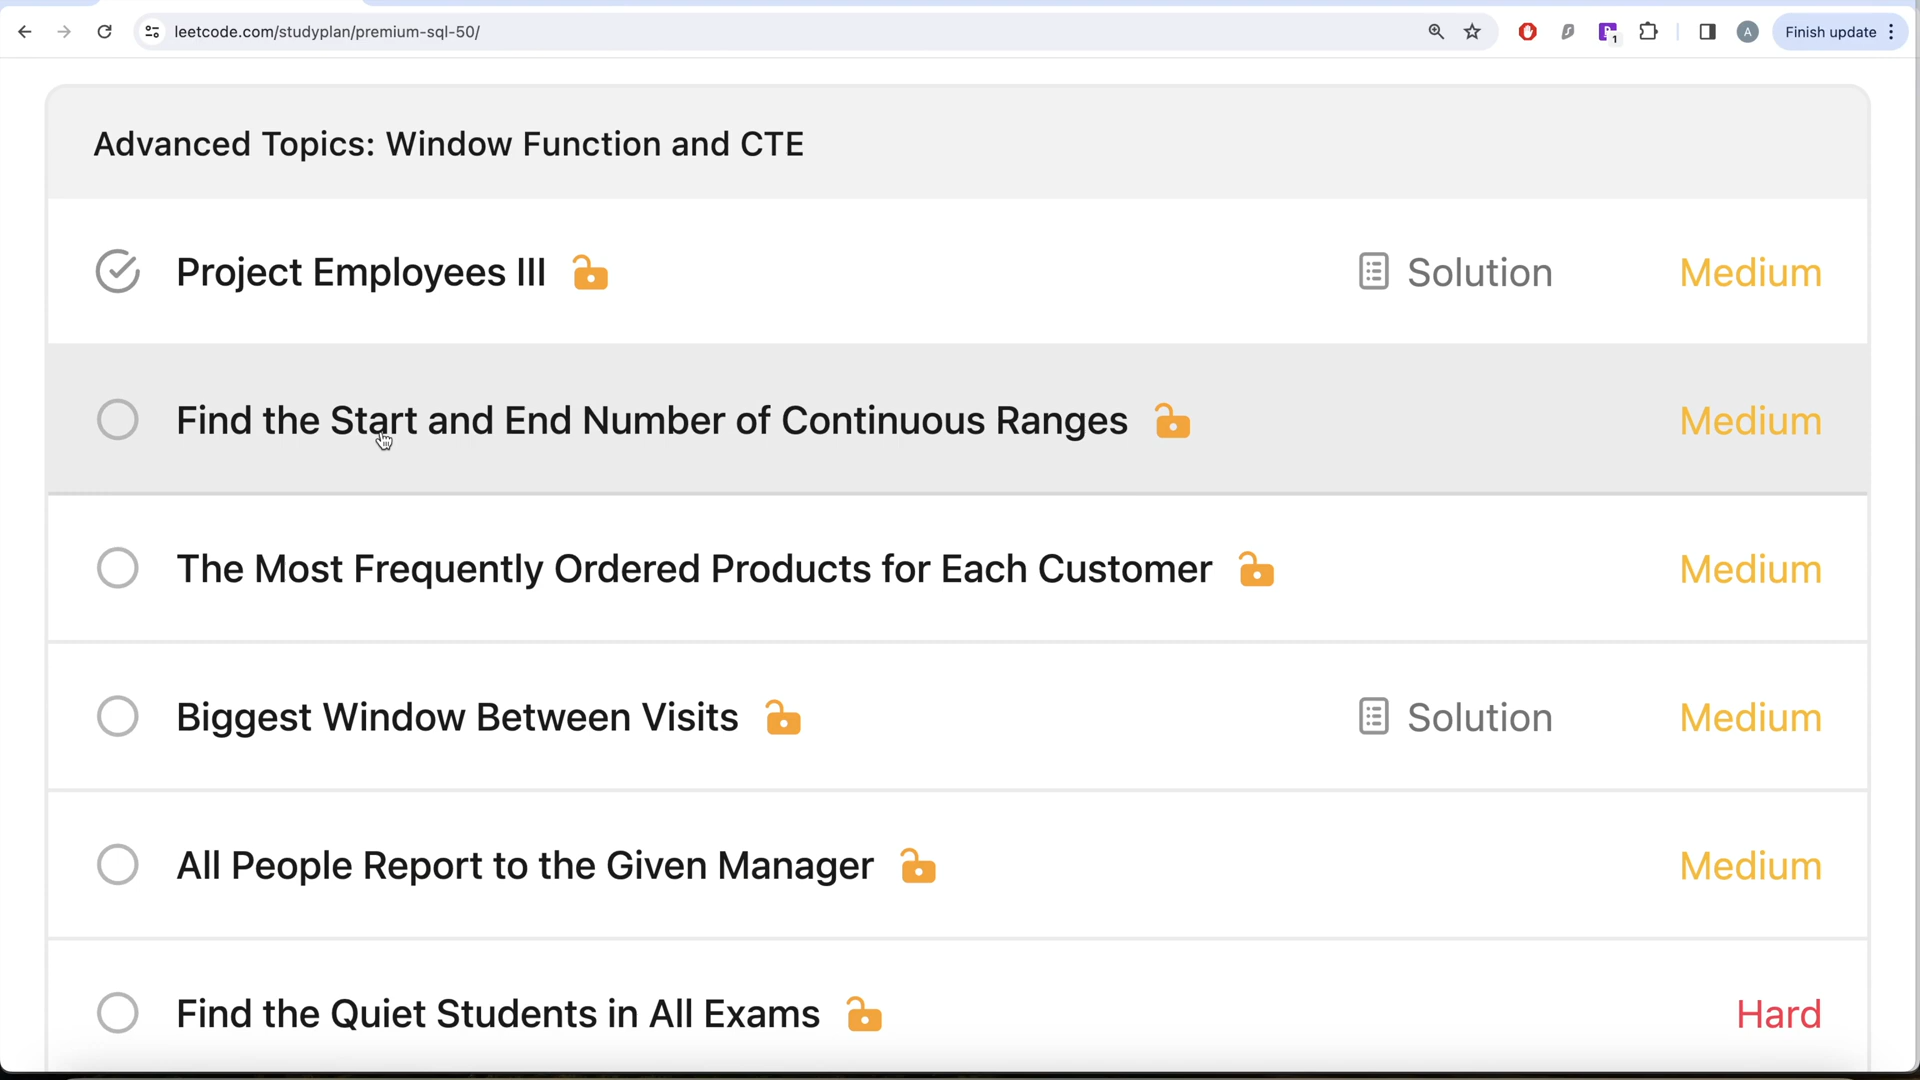 leetcode.com/studyplan/premium-sql-50/
1
A
Finish update
Advanced Topics: Window Function and CTE
Project Employees III Solution Medium
Find the Start and End Number of Continuous Ranges Medium
The Most Frequently Ordered Products for Each Customer Medium
Biggest Window Between Visits Solution Medium
All People Report to the Given Manager Medium
Find the Quiet Students in All Exams Hard